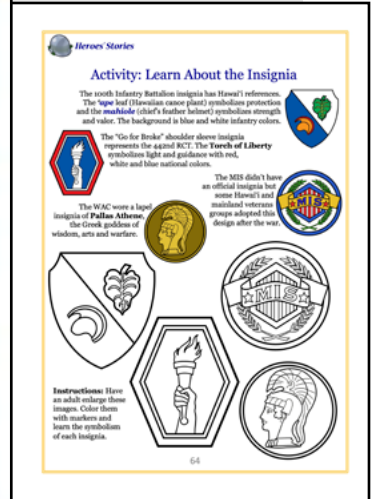 Heroes' Stories
Activity: Learn About the Insignia
The 100th Infantry Battalion insignia has Hawai‘i references.
The ‘ape leaf (Hawaiian canoe plant) symbolizes protection
and the mahiole (chief's feather helmet) symbolizes strength
and valor. The background is blue and white infantry colors.
The "Go for Broke" shoulder sleeve insignia
represents the 442nd RCT. The Torch of Liberty
symbolizes light and guidance with red,
white and blue national colors.
The MIS didn't have
an official insignia but
some Hawai‘i and
mainland veterans
groups adopted this
design after the war.
MIS
The WAC wore a lapel
insignia of Pallas Athene,
the Greek goddess of
wisdom, arts and warfare.
MIS
Instructions: Have
an adult enlarge these
images. Color them
with markers and
learn the symbolism
of each insignia.
64